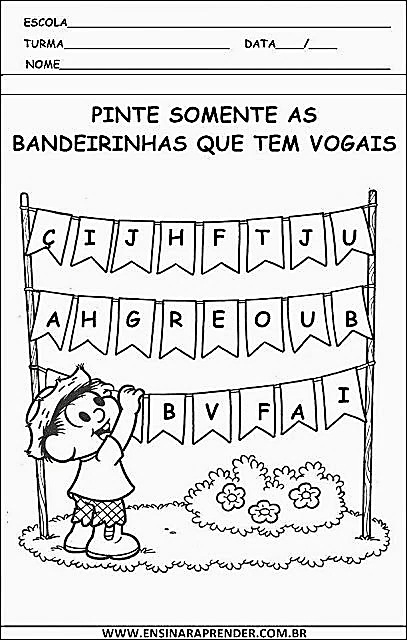 ESCOLA
TURMA DATA / /
NOME
PINTE SOMENTE AS
BANDEIRINHAS QUE TEM VOGAIS
Ç I J H F T J U
A H G R E O U B
B V F A I
WWW.ENSINARAPRENDER.COM.BR